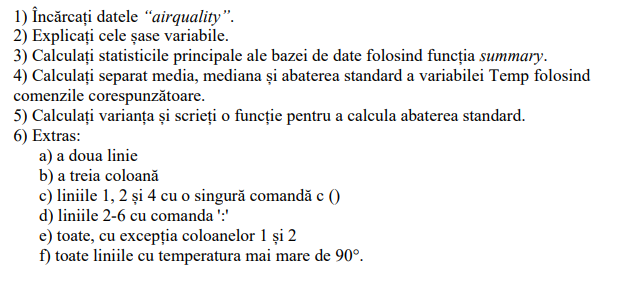 1) Încărcați datele “airquality”.
2) Explicați cele șase variabile.
3) Calculați statisticile principale ale bazei de date folosind funcția summary.
4) Calculați separat media, mediana și abaterea standard a variabilei Temp folosind
comenzile corespunzătoare.
5) Calculați varianța și scrieți o funcție pentru a calcula abaterea standard.
6) Extras:
a) a doua linie
b) a treia coloană
c) liniile 1, 2 și 4 cu o singură comandă c ()
d) liniile 2-6 cu comanda ':'
e) toate, cu excepția coloanelor 1 și 2
f) toate liniile cu temperatura mai mare de 90°.